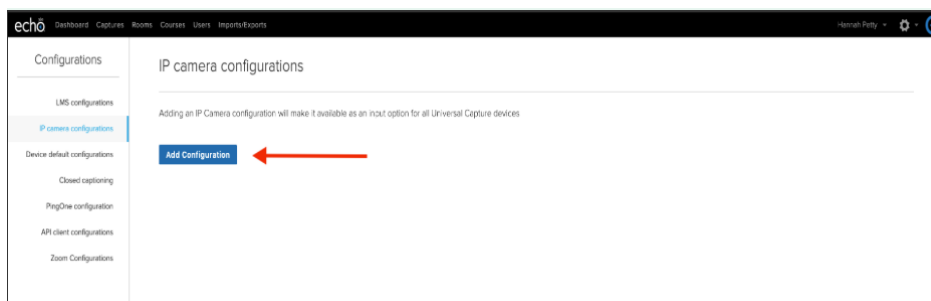 echo Dashboard Captures Rooms Courses Users Imports/Exports Hannah Petty
Configurations
IP camera configurations
LMS configurations
Adding an IP Camera configuration will make it available as an input option for all Universal Capture devices
IP camera configurations
Add Configuration
Device default configurations
Closed captioning
PingOne configuration
API client configurations
Zoom Configurations